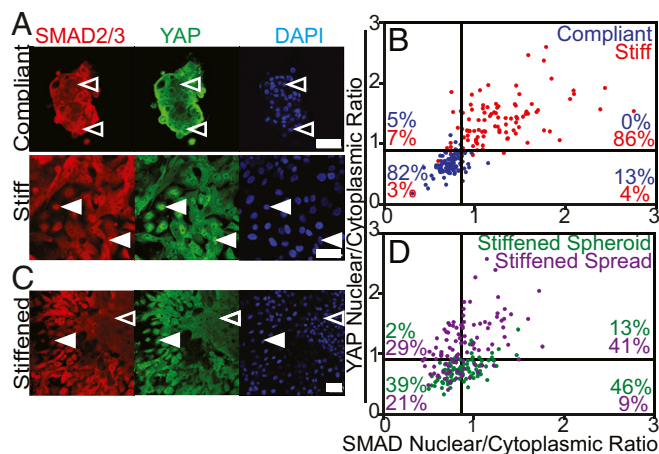 A
SMAD2/3 YAP DAPI
Compliant
Stiff
C
Stiffened
B
Compliant
Stiff
5%
7%
0%
86%
82%
3%
13%
4%
3
2
1
0
0 1 2 3
D
Stiffened Spheroid
Stiffened Spread
2%
29%
13%
41%
39%
21%
46%
9%
3
2
1
0
0 1 2 3
YAP Nuclear/Cytoplasmic Ratio
SMAD Nuclear/Cytoplasmic Ratio